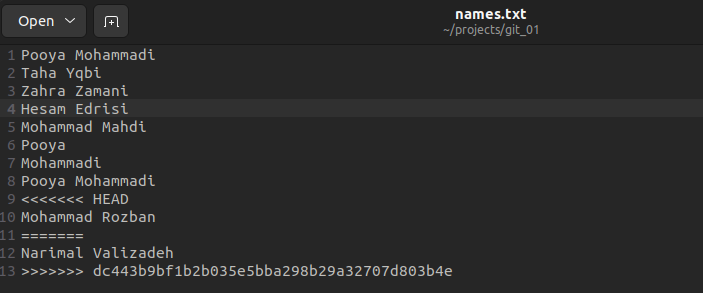 Open
names.txt
~/projects/git_01
1 Pooya Mohammadi
2 Taha Yqbi
3 Zahra Zamani
4 Hesam Edrisi
5 Mohammad Mahdi
6 Pooya
7 Mohammadi
8 Pooya Mohammadi
9 <<<<<<< HEAD
10 Mohammad Rozban
11 =======
12 Narimal Valizadeh
13 >>>>>>> dc443b9bf1b2b035e5bba298b29a32707d803b4e